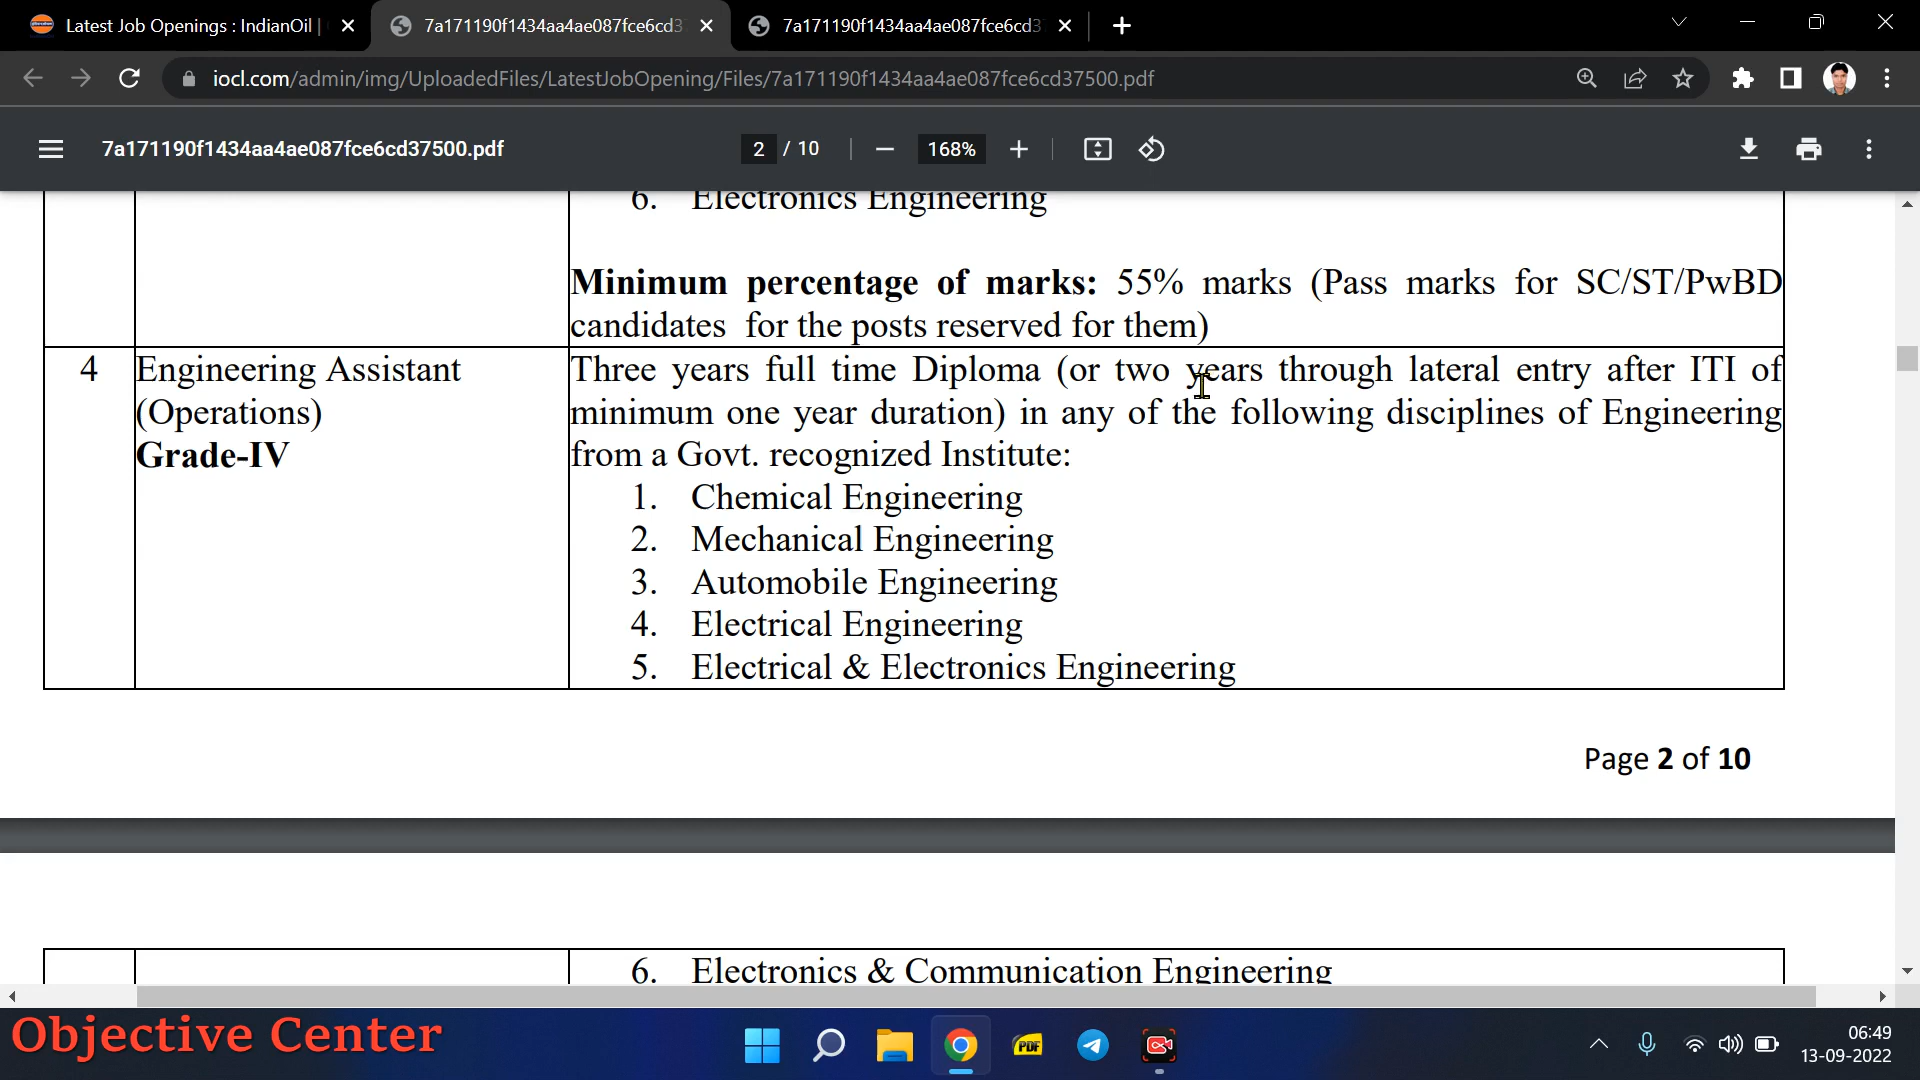 Latest Job Openings : IndianOil |
7a171190f1434aa4ae087fce6cd3
7a171190f1434aa4ae087fce6cd3
iocl.com/admin/img/UploadedFiles/LatestJobOpening/Files/7a171190f1434aa4ae087fce6cd37500.pdf
7a171190f1434aa4ae087fce6cd37500.pdf
2 / 10
168%
6. Electronics Engineering
Minimum percentage of marks: 55% marks (Pass marks for SC/ST/PwBD
candidates for the posts reserved for them)
4
Engineering Assistant
(Operations)
Grade-IV
Three years full time Diploma (or two years through lateral entry after ITI of
minimum one year duration) in any of the following disciplines of Engineering
from a Govt. recognized Institute:
1. Chemical Engineering
2. Mechanical Engineering
3. Automobile Engineering
4. Electrical Engineering
5. Electrical & Electronics Engineering
Page 2 of 10
6. Electronics & Communication Engineering
Objective Center
PDF
06:49
13-09-2022